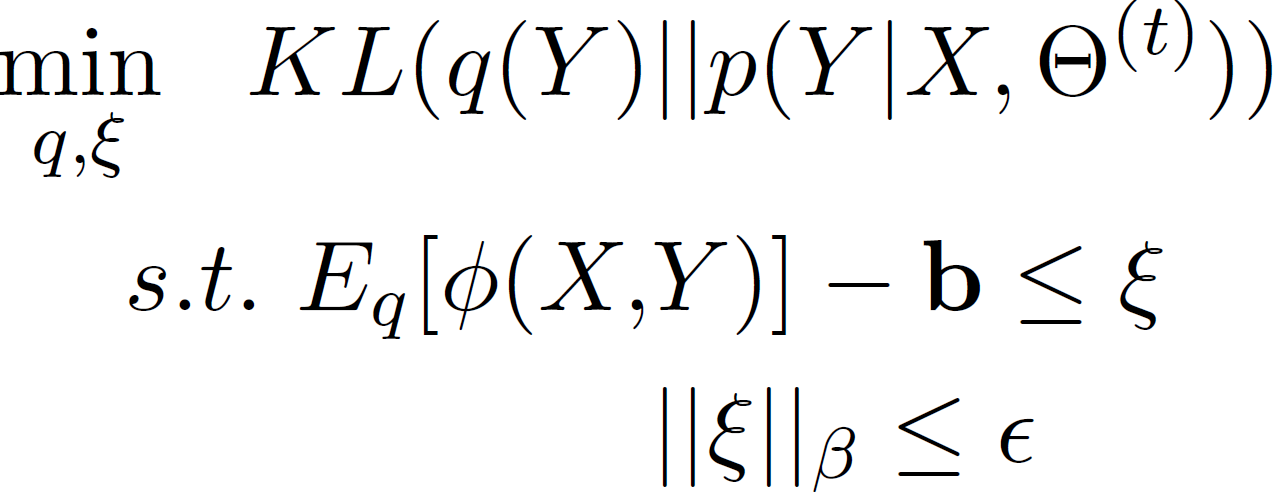 min KL(q(Y)||p(Y|X, Θ^(t)))
q,ξ
s.t. E_q[ϕ(X,Y)] − b ≤ ξ
||ξ||_β ≤ ϵ